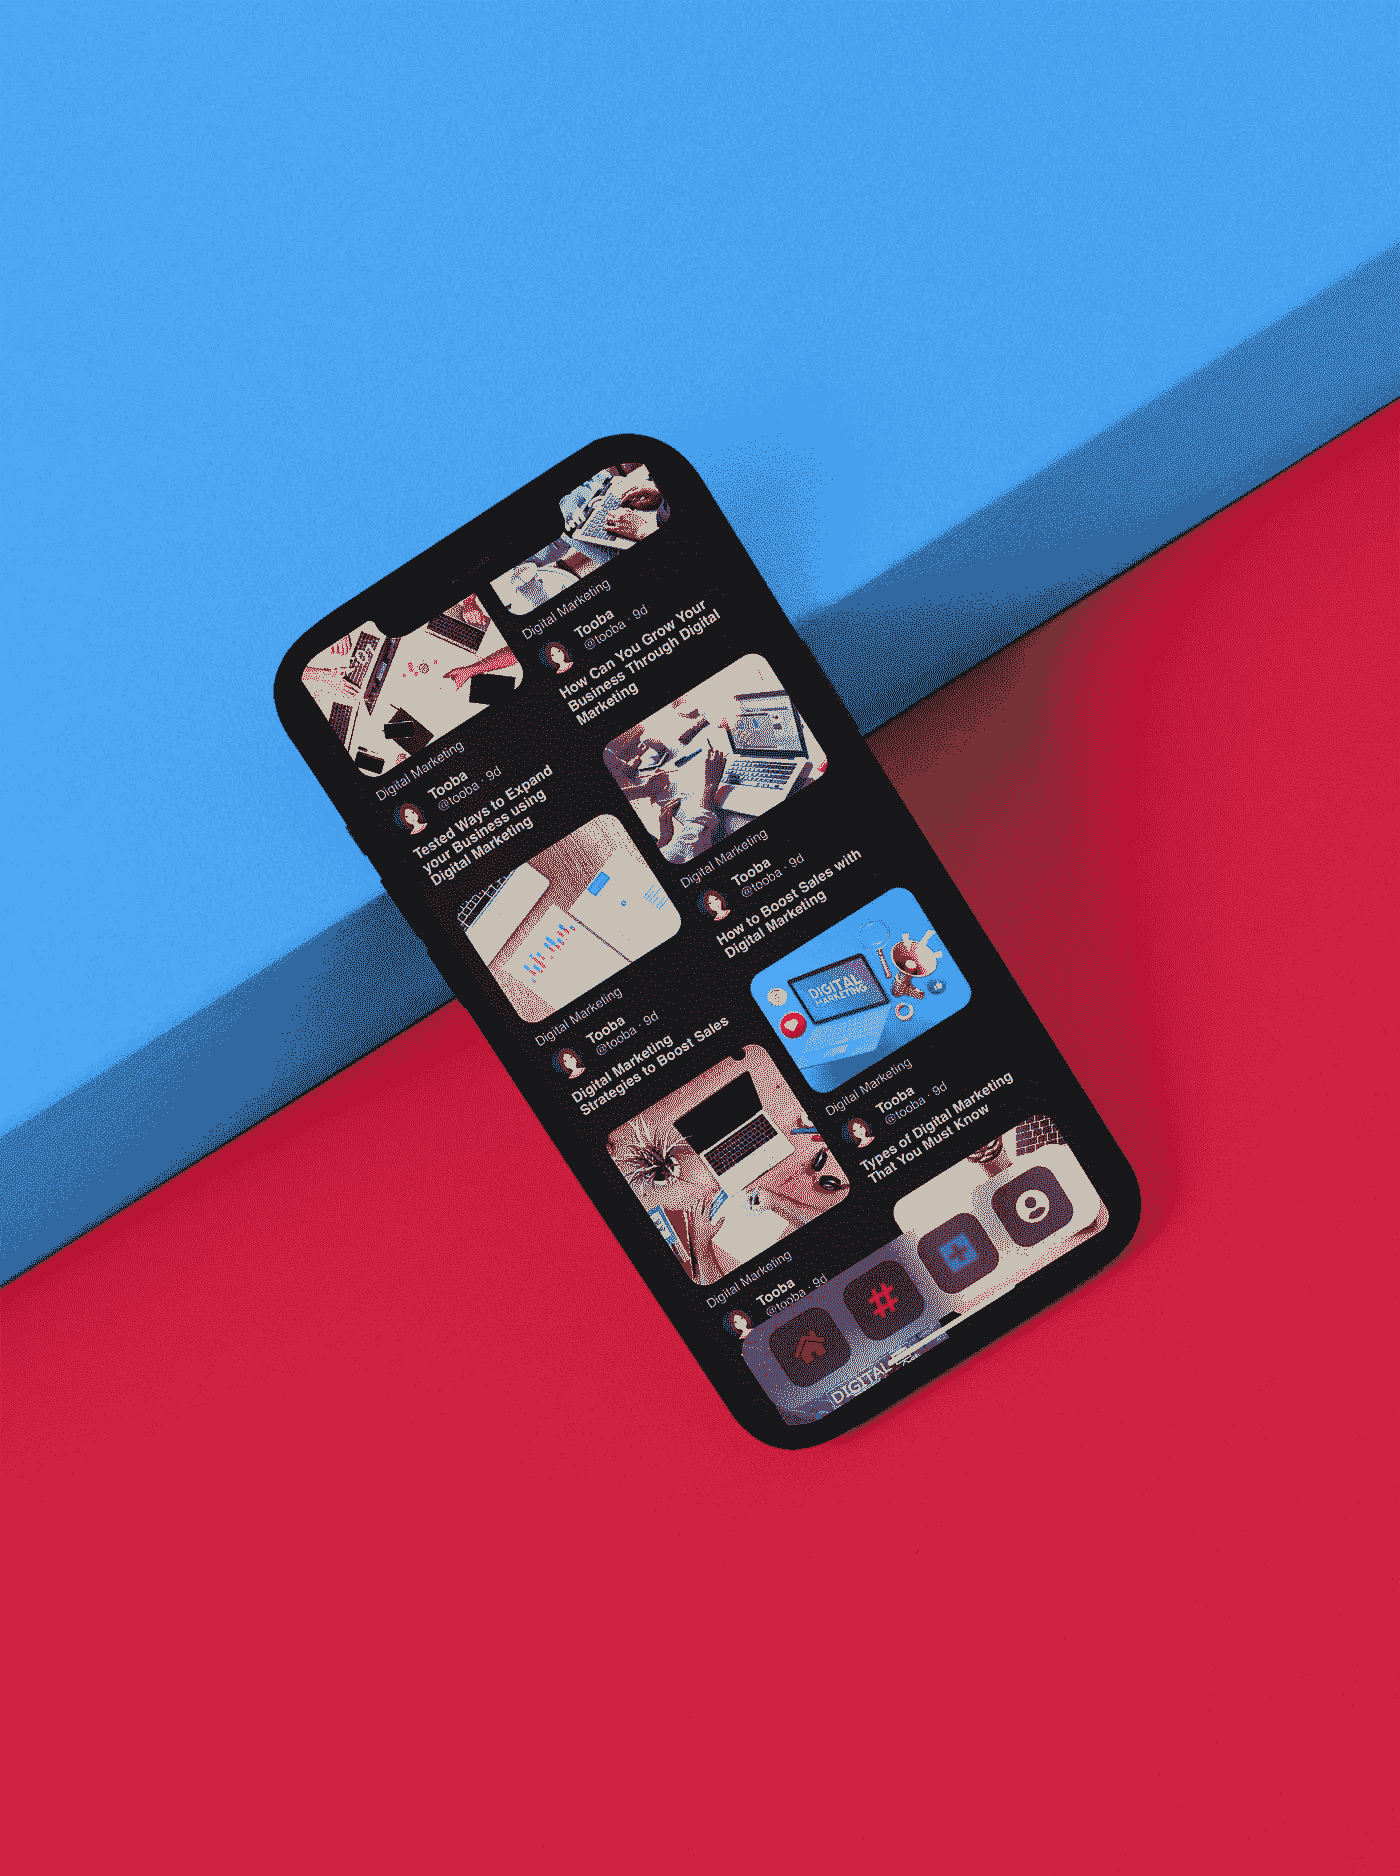 Digital Marketing
Tooba
@tooba · 9d
Tested Ways to Expand
your Business using
Digital Marketing
Digital Marketing
Tooba
@tooba · 9d
Digital Marketing
Strategies to Boost Sales
Digital Marketing
Tooba
@tooba · 9d
Digital Marketing
Tooba
@tooba · 9d
How Can You Grow Your
Business Through Digital
Marketing
Digital Marketing
Tooba
@tooba · 9d
How to Boost Sales with
Digital Marketing
DIGITAL
MARKETING
Digital Marketing
Tooba
@tooba · 9d
Types of Digital Marketing
That You Must Know
#
DIGITAL